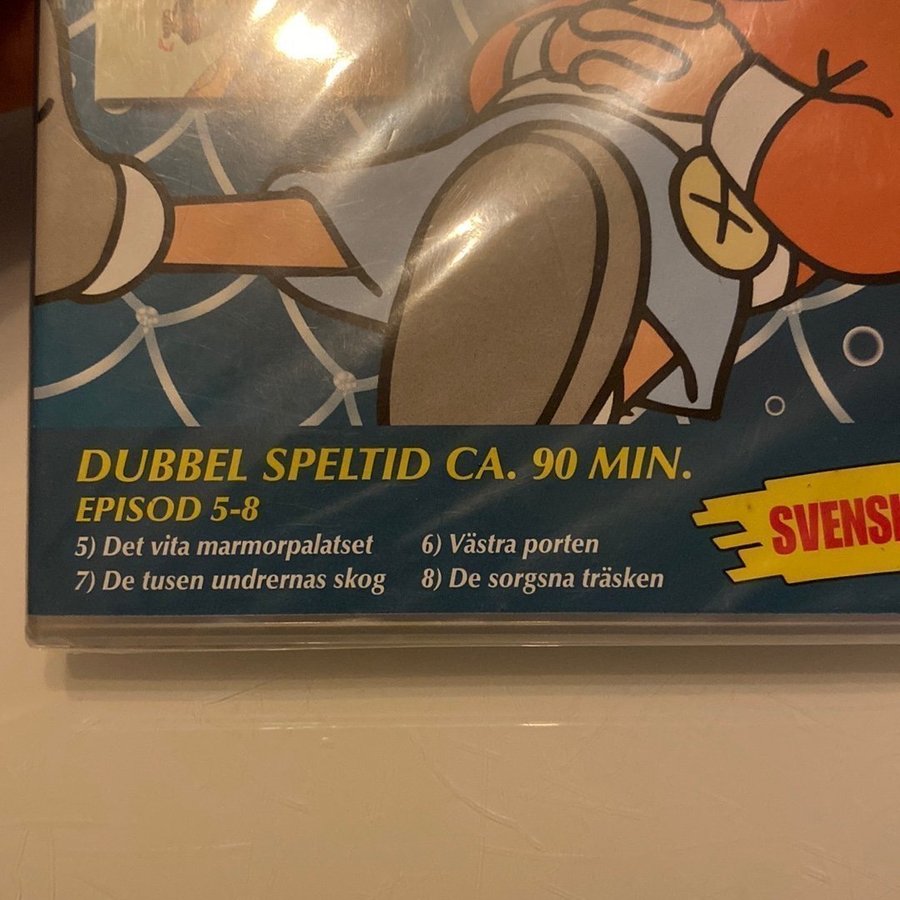 DUBBEL SPELTID CA. 90 MIN.
EPISOD 5-8
5) Det vita marmorpalatset 6) Västra porten
7) De tusen undrernas skog 8) De sorgsna träsken